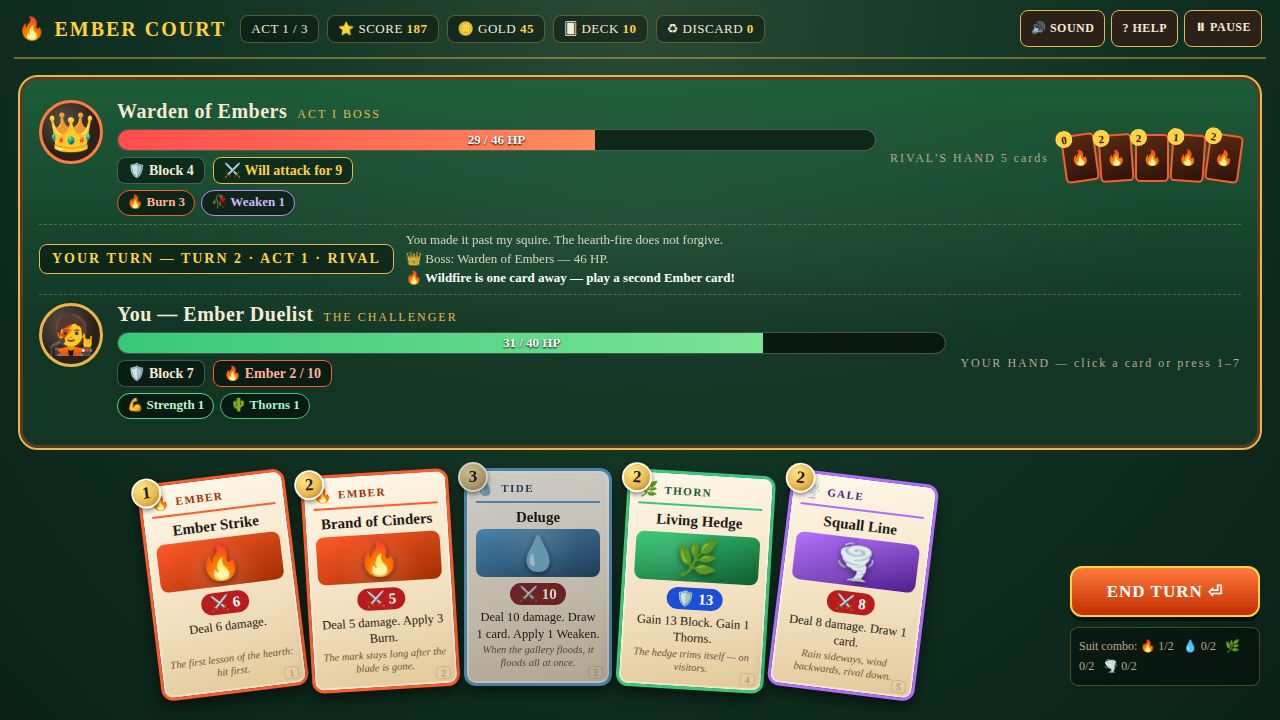 EMBER COURT
ACT 1 / 3
SCORE 187
GOLD 45
DECK 10
DISCARD 0
SOUND
? HELP
PAUSE
Warden of Embers ACT I BOSS
29 / 46 HP
Block 4
Will attack for 9
Burn 3
Weaken 1
RIVAL'S HAND 5 cards
0
2
2
1
2
YOUR TURN — TURN 2 · ACT 1 · RIVAL
You made it past my squire. The hearth-fire does not forgive.
Boss: Warden of Embers — 46 HP.
Wildfire is one card away — play a second Ember card!
You — Ember Duelist THE CHALLENGER
31 / 40 HP
Block 7
Ember 2 / 10
Strength 1
Thorns 1
YOUR HAND — click a card or press 1–7
1
EMBER
Ember Strike
6
Deal 6 damage.
The first lesson of the hearth:
hit first.
1
2
EMBER
Brand of Cinders
5
Deal 5 damage. Apply 3
Burn.
The mark stays long after the
blade is gone.
2
3
TIDE
Deluge
10
Deal 10 damage. Draw
1 card. Apply 1 Weaken.
When the gallery floods, it
floods all at once.
3
2
THORN
Living Hedge
13
Gain 13 Block. Gain 1
Thorns.
The hedge trims itself — on
visitors.
4
2
GALE
Squall Line
8
Deal 8 damage. Draw 1
card.
Rain sideways, wind
backwards, rival down.
5
END TURN ⏎
Suit combo: 🔥 1/2 💧 0/2 🌿
0/2 🌪️ 0/2